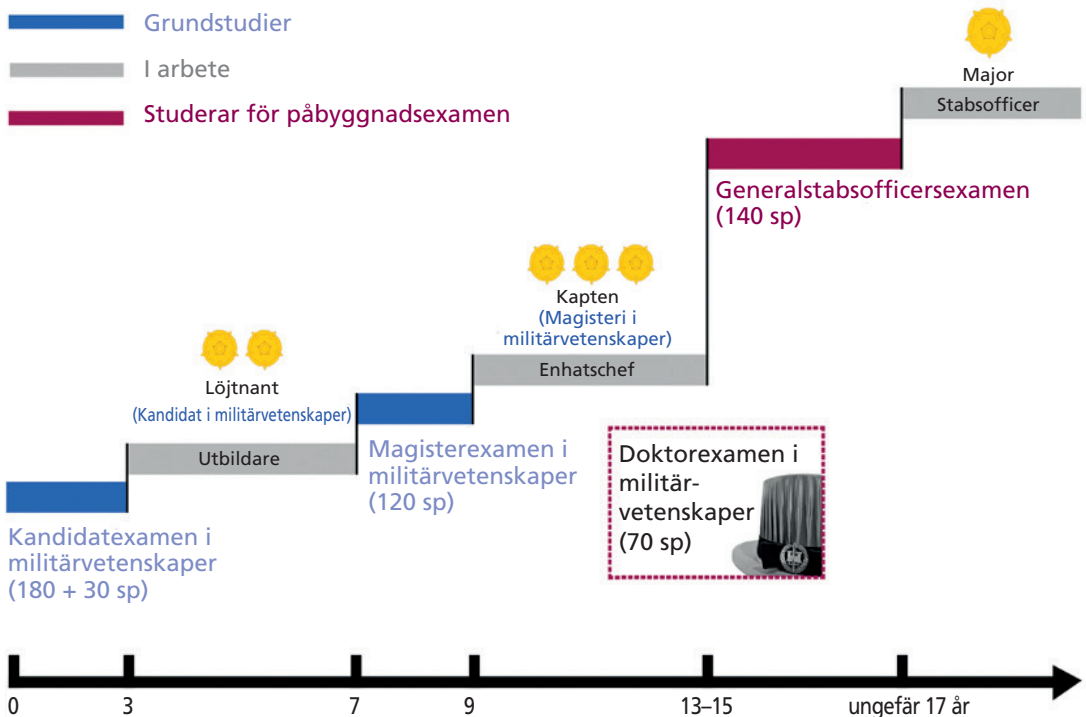 Grundstudier
I arbete
Studerar för påbyggnadsexamen
Major
Stabsofficer
Generalstabsofficersexamen
(140 sp)
Kapten
(Magisteri i
militärvetenskaper)
Enhatschef
Löjtnant
(Kandidat i militärvetenskaper)
Utbildare
Magisterexamen i
militärvetenskaper
(120 sp)
Doktorexamen i
militär-
vetenskaper
(70 sp)
Kandidatexamen i
militärvetenskaper
(180 + 30 sp)
0 3 7 9 13–15 ungefär 17 år